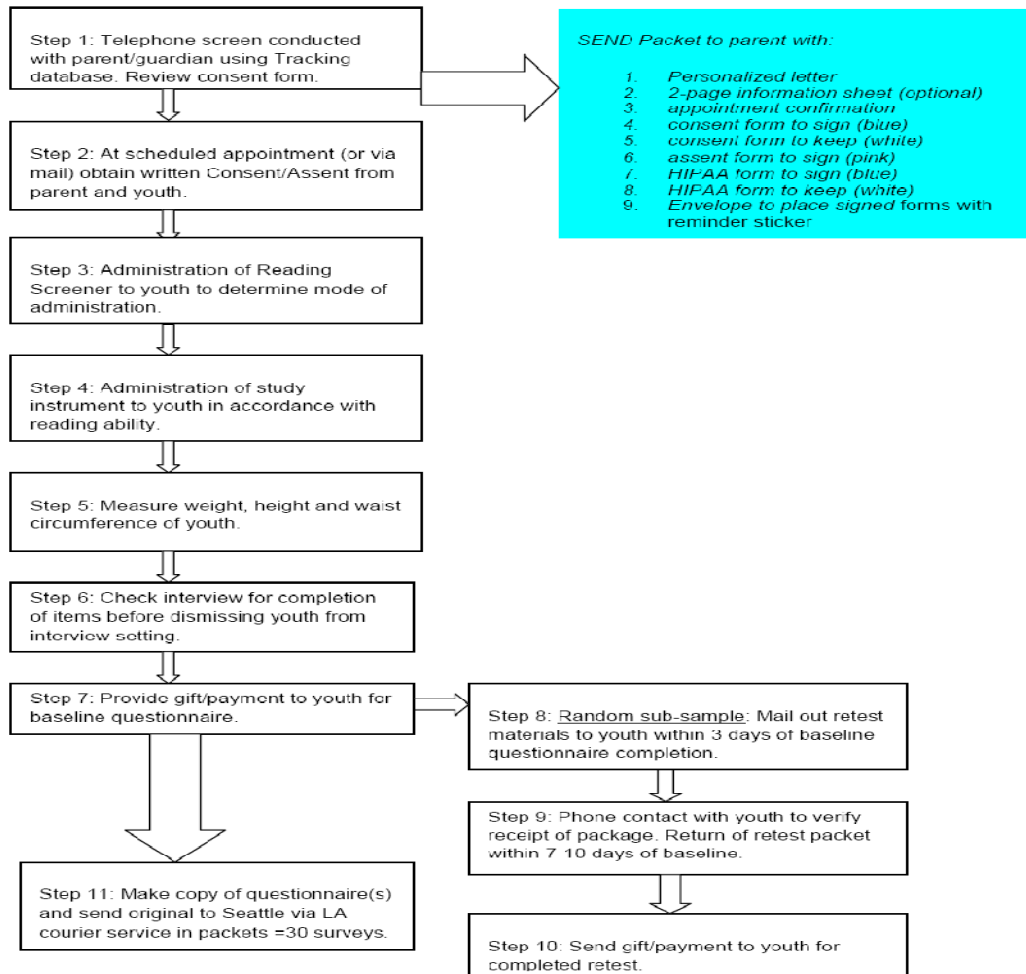 Step 1: Telephone screen conducted
with parent/guardian using Tracking
database. Review consent form.
SEND Packet to parent with:
1. Personalized letter
2. 2-page information sheet (optional)
3. appointment confirmation
4. consent form to sign (blue)
5. consent form to keep (white)
6. assent form to sign (pink)
7. HIPAA form to sign (blue)
8. HIPAA form to keep (white)
9. Envelope to place signed forms with
reminder sticker
Step 2: At scheduled appointment (or via
mail) obtain written Consent/Assent from
parent and youth.
Step 3: Administration of Reading
Screener to youth to determine mode of
administration.
Step 4: Administration of study
instrument to youth in accordance with
reading ability.
Step 5: Measure weight, height and waist
circumference of youth.
Step 6: Check interview for completion
of items before dismissing youth from
interview setting.
Step 7: Provide gift/payment to youth for
baseline questionnaire.
Step 8: Random sub-sample: Mail out retest
materials to youth within 3 days of baseline
questionnaire completion.
Step 9: Phone contact with youth to verify
receipt of package. Return of retest packet
within 7 10 days of baseline.
Step 10: Send gift/payment to youth for
completed retest.
Step 11: Make copy of questionnaire(s)
and send original to Seattle via LA
courier service in packets =30 surveys.